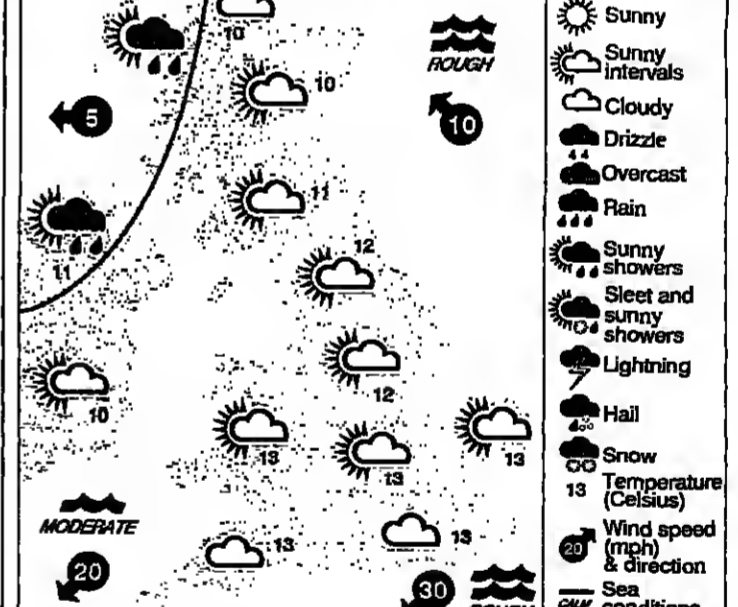 10
ROUGH
10
5
10
11
12
11
12
10
13
13
13
MODERATE
13
13
20
30
Sunny
Sunny
intervals
Cloudy
Drizzle
Overcast
Rain
Sunny
showers
Sleet and
sunny
showers
Lightning
Hail
Snow
13
Temperature
(Celsius)
20
Wind speed
(mph)
& direction
Sea